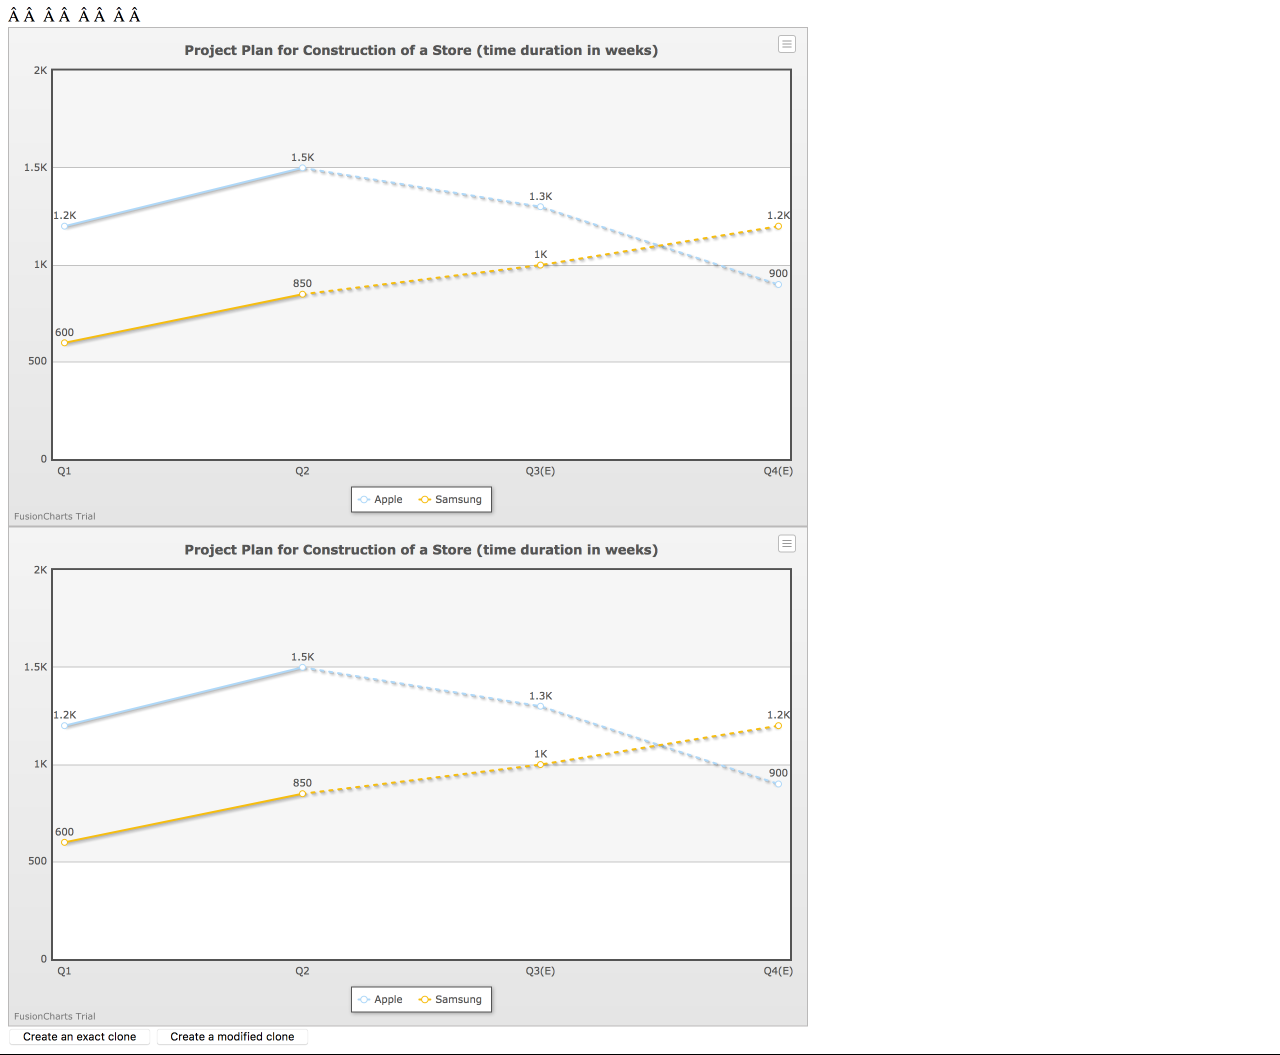 Â Â  Â Â  Â Â  Â Â
Project Plan for Construction of a Store (time duration in weeks)
2K
1.5K
1.5K
1.3K
1.2K
1.2K
1K
1K
900
850
600
500
0
Q1 Q2 Q3(E) Q4(E)
Apple Samsung
FusionCharts Trial
Project Plan for Construction of a Store (time duration in weeks)
2K
1.5K
1.5K
1.3K
1.2K
1.2K
1K
1K
900
850
600
500
0
Q1 Q2 Q3(E) Q4(E)
Apple Samsung
FusionCharts Trial
Create an exact clone Create a modified clone